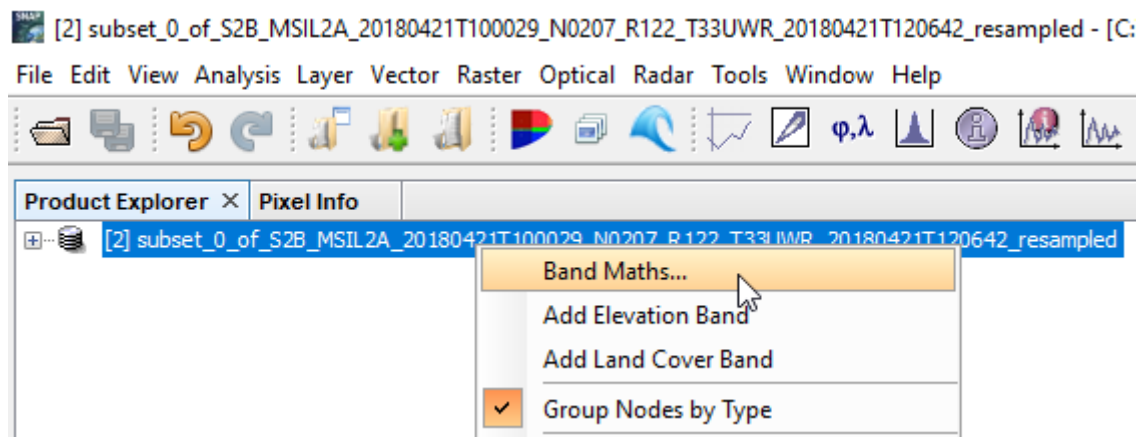 SNAP
[2] subset_0_of_S2B_MSIL2A_20180421T100029_N0207_R122_T33UWR_20180421T120642_resampled - [C:
File Edit View Analysis Layer Vector Raster Optical Radar Tools Window Help
φ,λ
Product Explorer × Pixel Info
[2] subset_0_of_S2B_MSIL2A_20180421T100029_N0207_R122_T33UWR_20180421T120642_resampled
Band Maths...
Add Elevation Band
Add Land Cover Band
Group Nodes by Type